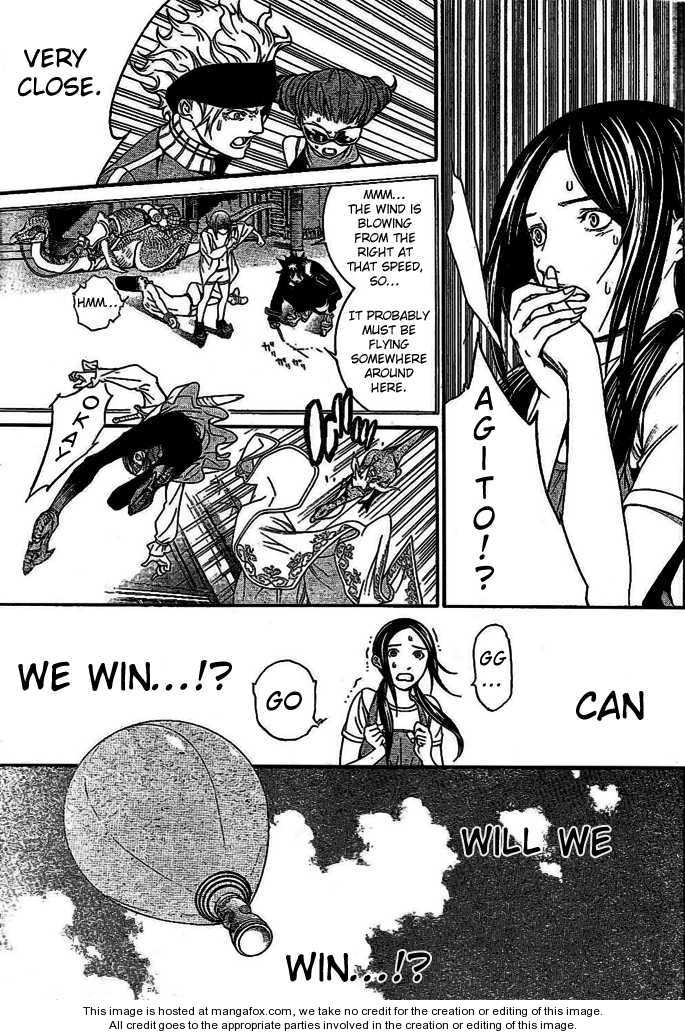 AGITO!?
VERY
CLOSE.
MMM...
THE WIND IS
BLOWING
FROM THE
RIGHT AT
THAT SPEED,
SO...
IT PROBABLY
MUST BE
FLYING
SOMEWHERE
AROUND
HERE.
HMM...
OKAY
GG
...
GO
CAN
WE WIN...!?
WILL WE
WIN...!?
This image is hosted at mangafox.com, we take no credit for the creation or editing of this image.
All credit goes to the appropriate parties involved in the creation or editing of this image.